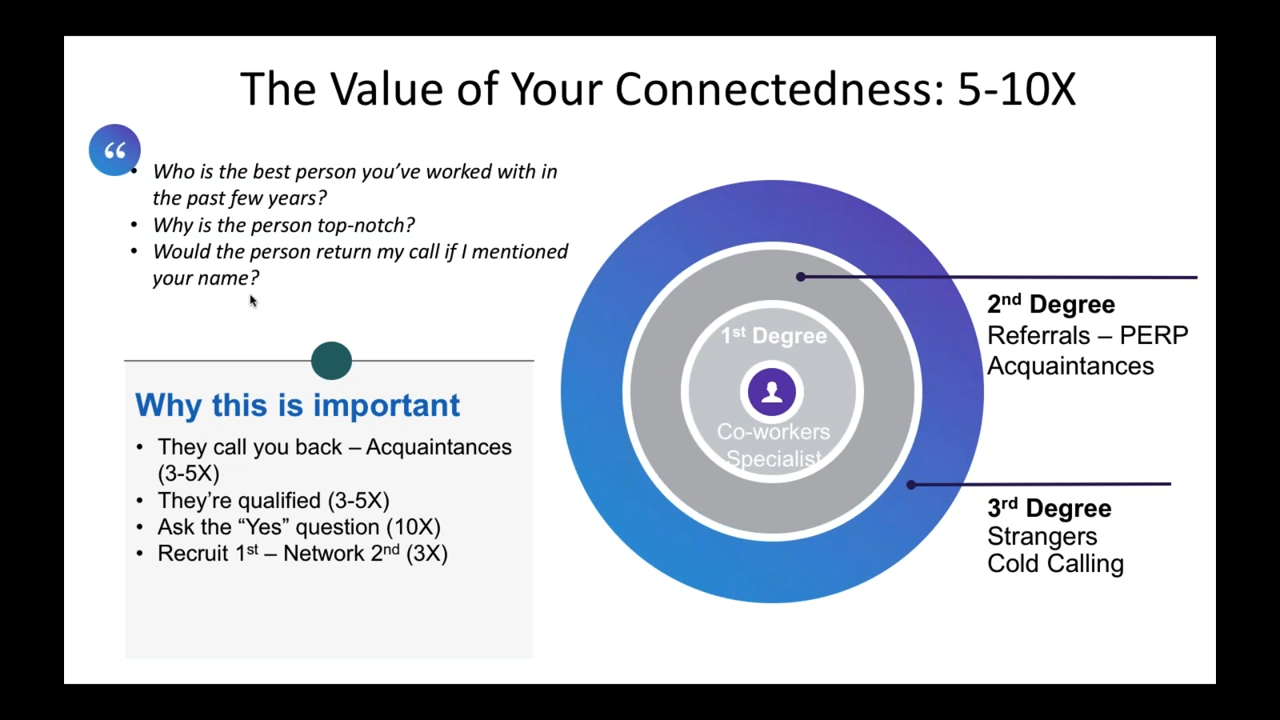 The Value of Your Connectedness: 5-10X
“
• Who is the best person you’ve worked with in
the past few years?
• Why is the person top-notch?
• Would the person return my call if I mentioned
your name?
Why this is important
• They call you back – Acquaintances
(3-5X)
• They’re qualified (3-5X)
• Ask the “Yes” question (10X)
• Recruit 1st – Network 2nd (3X)
1st Degree
Co-workers
Specialist
2nd Degree
Referrals – PERP
Acquaintances
3rd Degree
Strangers
Cold Calling